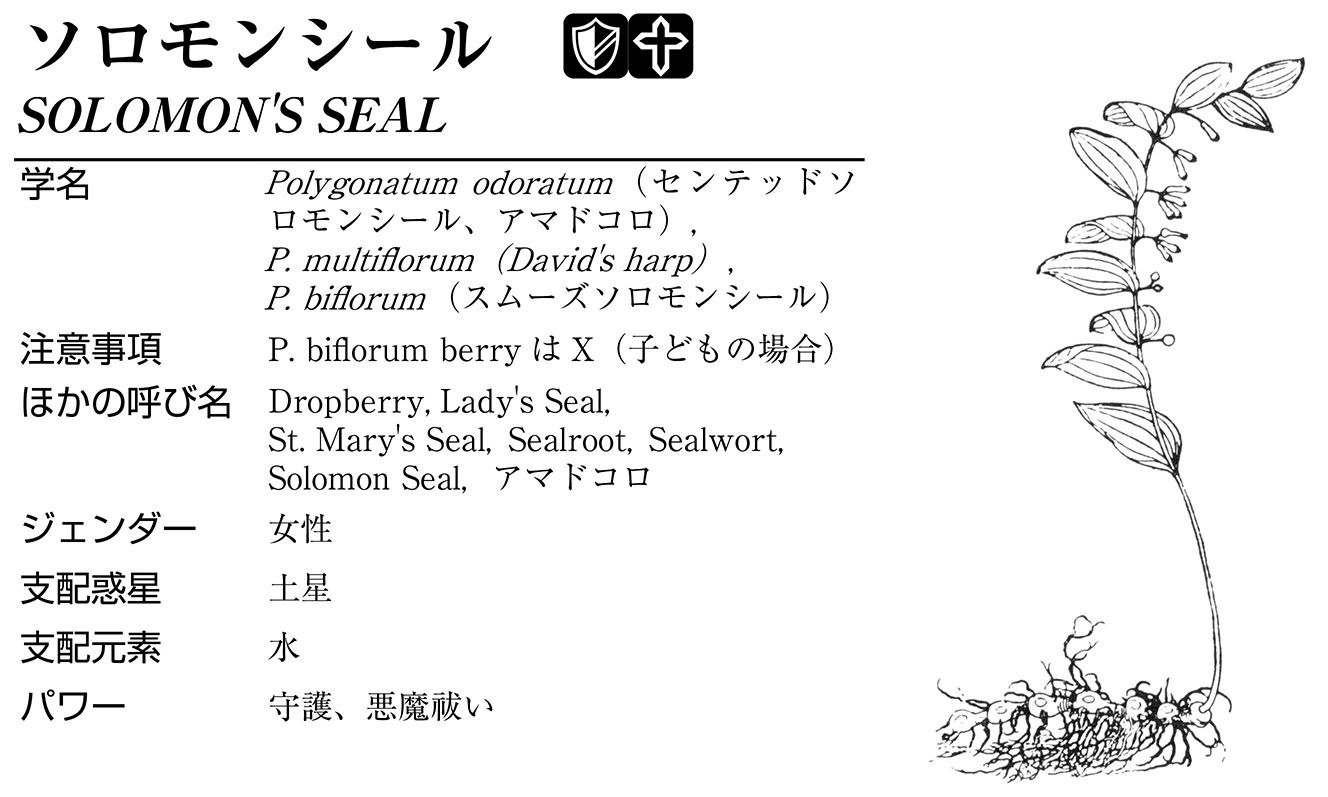 ソロモンシール
SOLOMON'S SEAL
学名 Polygonatum odoratum（センテッドソ
ロモンシール、アマドコロ）,
P. multiflorum（David's harp）,
P. biflorum（スムーズソロモンシール）
注意事項 P. biflorum berry は X（子どもの場合）
ほかの呼び名 Dropberry, Lady's Seal,
St. Mary's Seal, Sealroot, Sealwort,
Solomon Seal, アマドコロ
ジェンダー 女性
支配惑星 土星
支配元素 水
パワー 守護、悪魔祓い